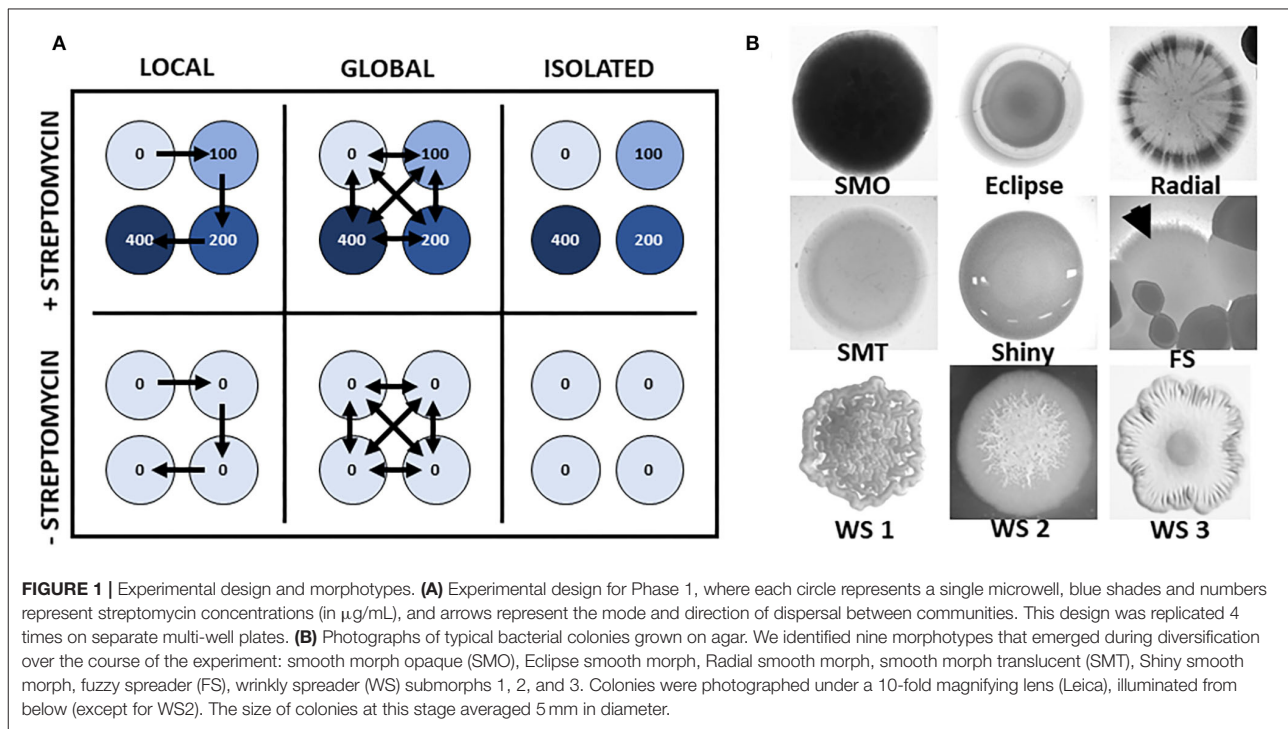 A
B
LOCAL
GLOBAL
ISOLATED
+ STREPTOMYCIN
0 100
400 200
0 100
400 200
0 100
400 200
- STREPTOMYCIN
0 0
0 0
0 0
0 0
0 0
0 0
SMO
Eclipse
Radial
SMT
Shiny
FS
WS 1
WS 2
WS 3
FIGURE 1 | Experimental design and morphotypes. (A) Experimental design for Phase 1, where each circle represents a single microwell, blue shades and numbers
represent streptomycin concentrations (in μg/mL), and arrows represent the mode and direction of dispersal between communities. This design was replicated 4
times on separate multi-well plates. (B) Photographs of typical bacterial colonies grown on agar. We identified nine morphotypes that emerged during diversification
over the course of the experiment: smooth morph opaque (SMO), Eclipse smooth morph, Radial smooth morph, smooth morph translucent (SMT), Shiny smooth
morph, fuzzy spreader (FS), wrinkly spreader (WS) submorphs 1, 2, and 3. Colonies were photographed under a 10-fold magnifying lens (Leica), illuminated from
below (except for WS2). The size of colonies at this stage averaged 5 mm in diameter.